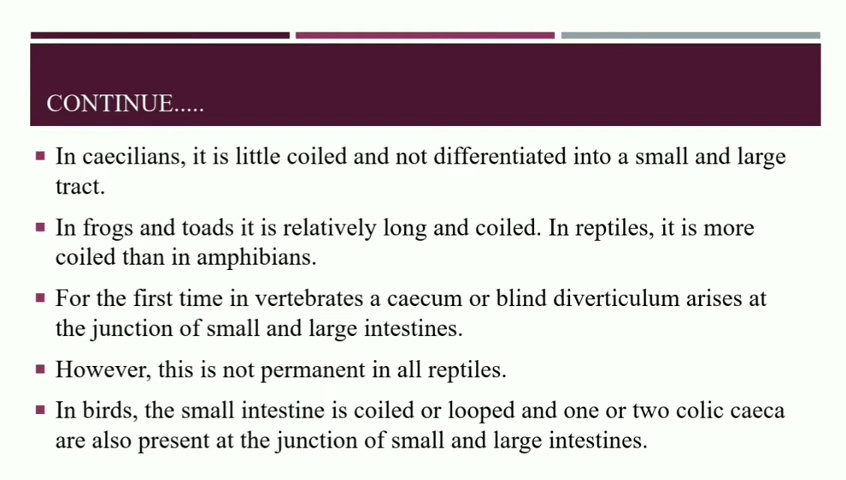 CONTINUE.....
In caecilians, it is little coiled and not differentiated into a small and large
tract.
In frogs and toads it is relatively long and coiled. In reptiles, it is more
coiled than in amphibians.
For the first time in vertebrates a caecum or blind diverticulum arises at
the junction of small and large intestines.
However, this is not permanent in all reptiles.
In birds, the small intestine is coiled or looped and one or two colic caeca
are also present at the junction of small and large intestines.